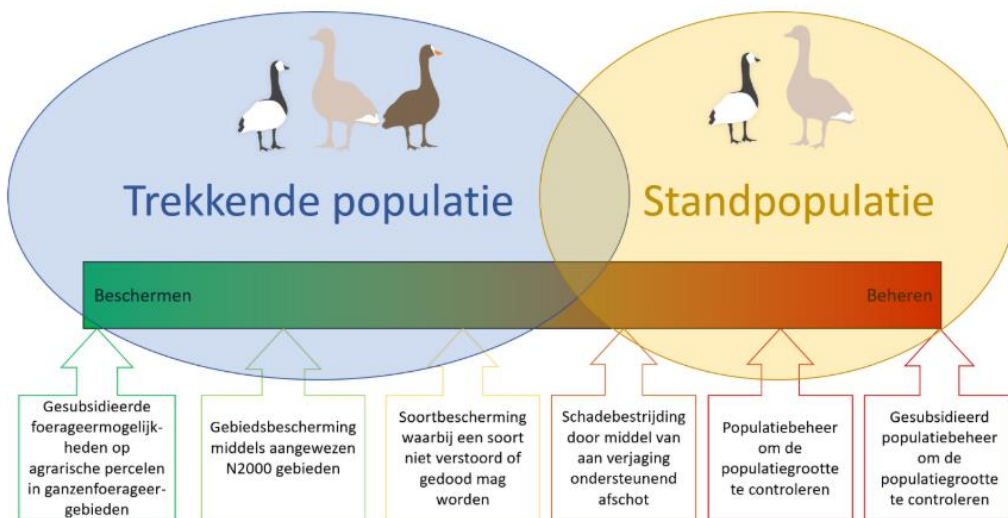 Trekkende populatie
Standpopulatie
Beschermen
Beheren
Gesubsidieerde
foerageermogelijk-
heden op
agrarische percelen
in ganzenfoerageer-
gebieden
Gebiedsbescherming
middels aangewezen
N2000 gebieden
Soortbescherming
waarbij een soort
niet verstoord of
gedood mag
worden
Schadebestrijding
door middel van
aan verjaging
ondersteunend
afschot
Populatiebeheer
om de
populatiegrootte
te controleren
Gesubsidieerd
populatiebeheer
om de
populatiegrootte
te controleren